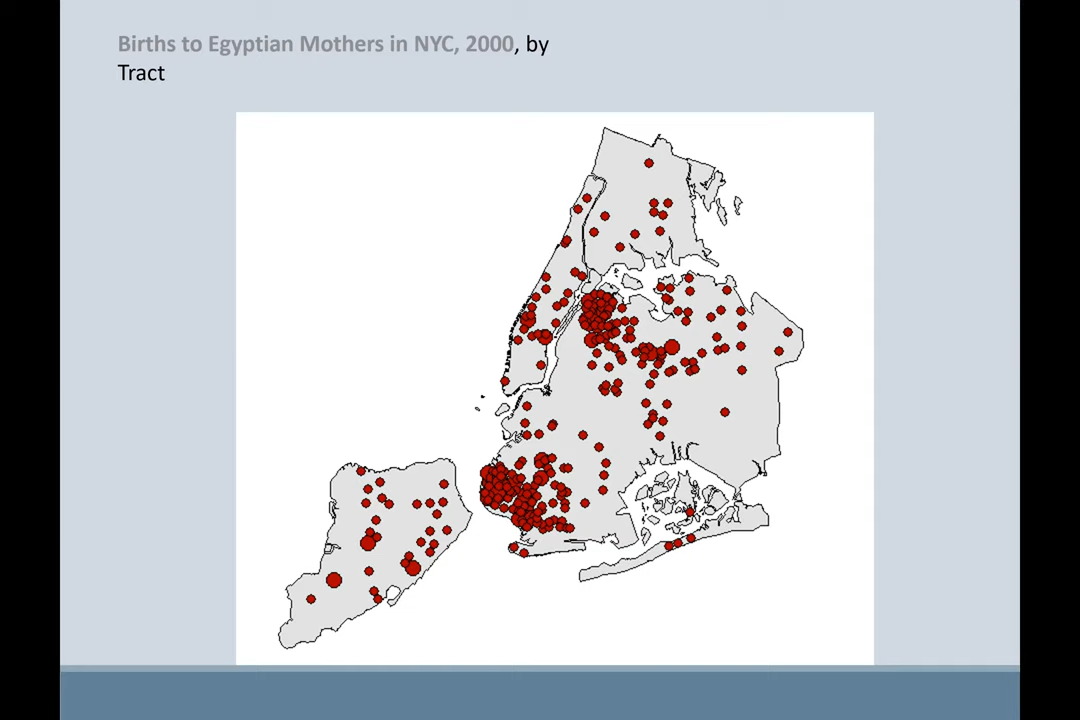 Births to Egyptian Mothers in NYC, 2000, by
Tract